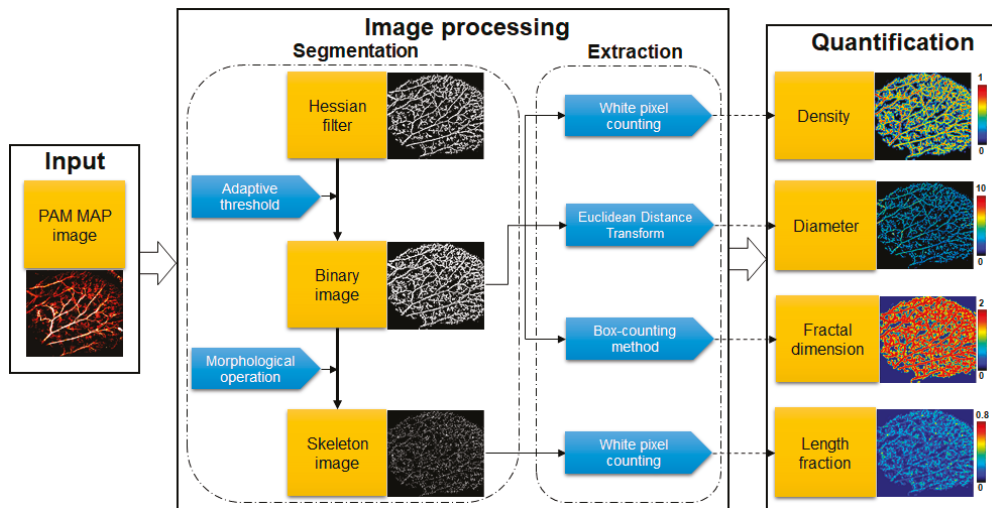 Input
PAM MAP
image
Image processing
Segmentation
Hessian
filter
Adaptive
threshold
Binary
image
Morphological
operation
Skeleton
image
Extraction
White pixel
counting
Euclidean Distance
Transform
Box-counting
method
White pixel
counting
Quantification
Density
1
0
Diameter
10
0
Fractal
dimension
2
0
Length
fraction
0.8
0